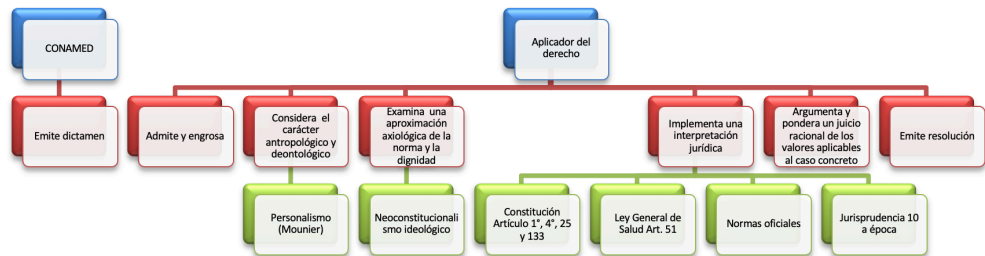 CONAMED
Aplicador del
derecho
Emite dictamen
Admite y engrosa
Considera el
carácter
antropológico y
deontológico
Examina una
aproximación
axiológica de la
norma y la
dignidad
Implementa una
interpretación
jurídica
Argumenta y
pondera un juicio
racional de los
valores aplicables
al caso concreto
Emite resolución
Personalismo
(Mounier)
Neoconstitucionali
smo ideológico
Constitución
Artículo 1°, 4°, 25
y 133
Ley General de
Salud Art. 51
Normas oficiales
Jurisprudencia 10
a época